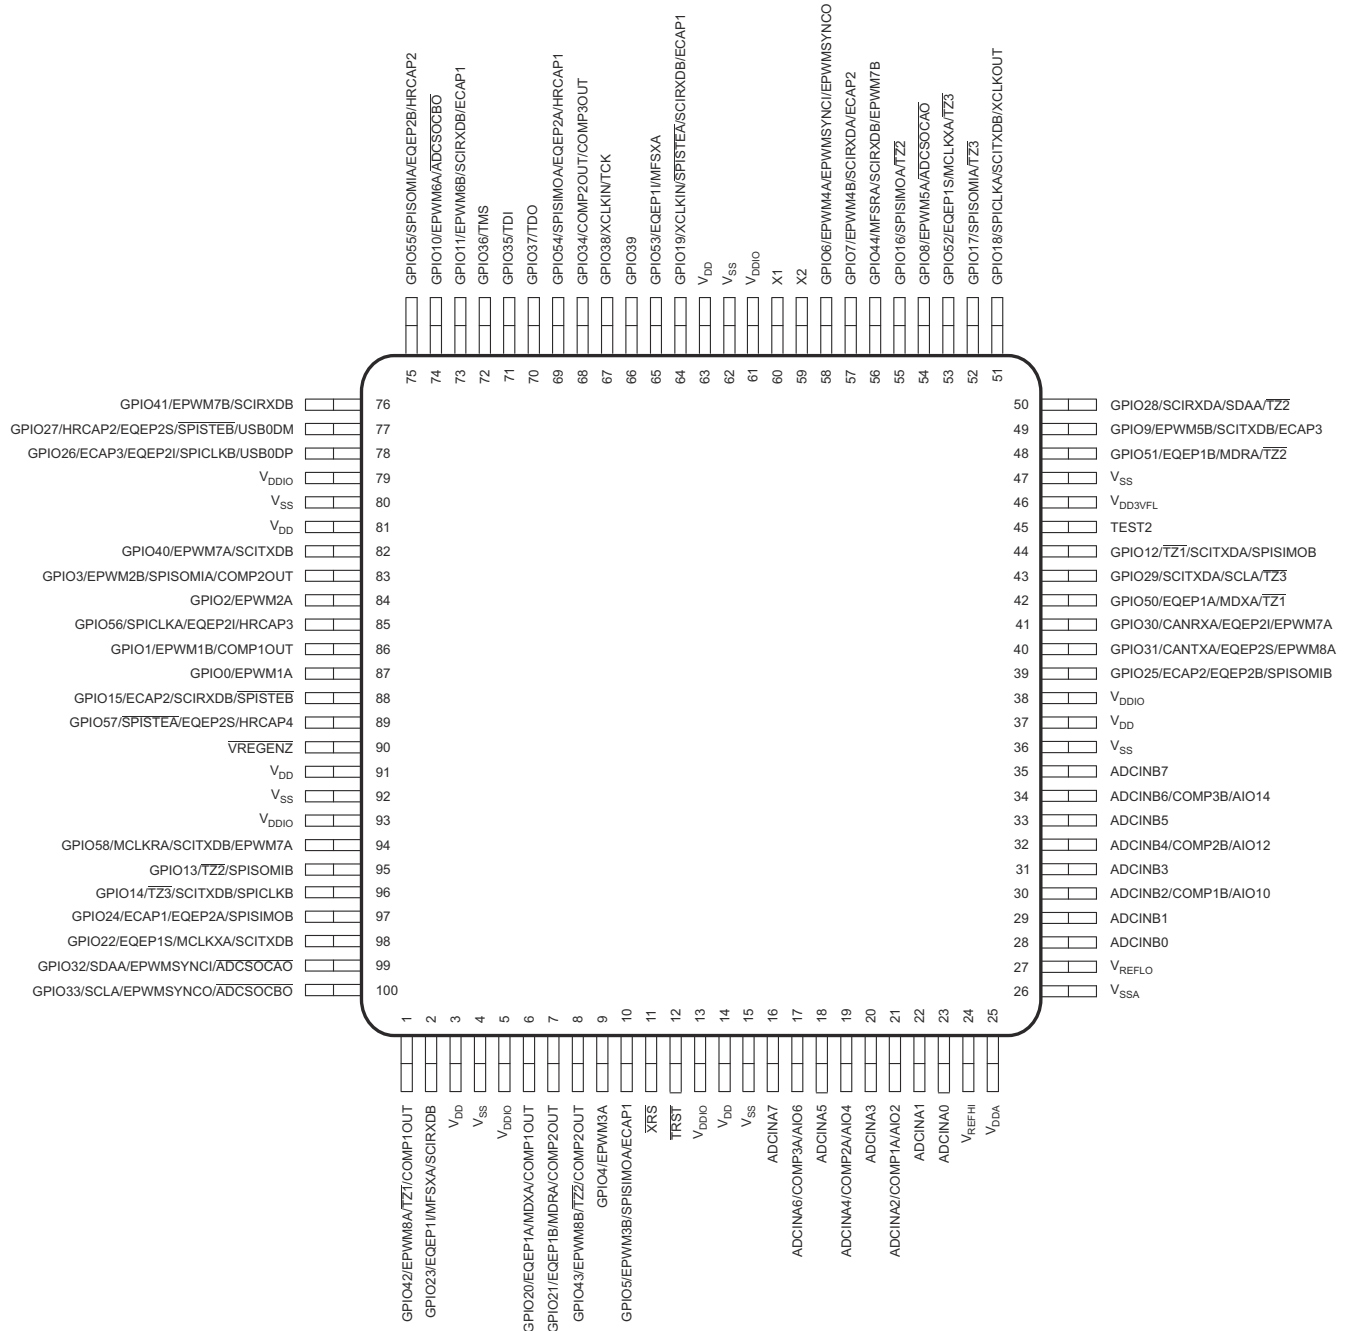 GPIO55/SPISOMIA/EQEP2B/HRCAP2
GPIO10/EPWM6A/ADCSOCBO
GPIO11/EPWM6B/SCIRXDB/ECAP1
GPIO36/TMS
GPIO35/TDI
GPIO37/TDO
GPIO54/SPISIMOA/EQEP2A/HRCAP1
GPIO34/COMP2OUT/COMP3OUT
GPIO38/XCLKIN/TCK
GPIO39
GPIO53/EQEP1I/MFSXA
GPIO19/XCLKIN/SPISTEA/SCIRXDB/ECAP1
VDD
VSS
VDDIO
X1
X2
GPIO6/EPWM4A/EPWMSYNCI/EPWMSYNCO
GPIO7/EPWM4B/SCIRXDA/ECAP2
GPIO44/MFSRA/SCIRXDB/EPWM7B
GPIO16/SPISIMOA/TZ2
GPIO8/EPWM5A/ADCSOCAO
GPIO52/EQEP1S/MCLKXA/TZ3
GPIO17/SPISOMIA/TZ3
GPIO18/SPICLKA/SCITXDB/XCLKOUT
75 74 73 72 71 70 69 68 67 66 65 64 63 62 61 60 59 58 57 56 55 54 53 52 51
GPIO41/EPWM7B/SCIRXDB 76
GPIO27/HRCAP2/EQEP2S/SPISTEB/USB0DM 77
GPIO26/ECAP3/EQEP2I/SPICLKB/USB0DP 78
VDDIO 79
VSS 80
VDD 81
GPIO40/EPWM7A/SCITXDB 82
GPIO3/EPWM2B/SPISOMIA/COMP2OUT 83
GPIO2/EPWM2A 84
GPIO56/SPICLKA/EQEP2I/HRCAP3 85
GPIO1/EPWM1B/COMP1OUT 86
GPIO0/EPWM1A 87
GPIO15/ECAP2/SCIRXDB/SPISTEB 88
GPIO57/SPISTEA/EQEP2S/HRCAP4 89
VREGENZ 90
VDD 91
VSS 92
VDDIO 93
GPIO58/MCLKRA/SCITXDB/EPWM7A 94
GPIO13/TZ2/SPISOMIB 95
GPIO14/TZ3/SCITXDB/SPICLKB 96
GPIO24/ECAP1/EQEP2A/SPISIMOB 97
GPIO22/EQEP1S/MCLKXA/SCITXDB 98
GPIO32/SDAA/EPWMSYNCI/ADCSOCAO 99
GPIO33/SCLA/EPWMSYNCO/ADCSOCBO 100
50 GPIO28/SCIRXDA/SDAA/TZ2
49 GPIO9/EPWM5B/SCITXDB/ECAP3
48 GPIO51/EQEP1B/MDRA/TZ2
47 VSS
46 VDD3VFL
45 TEST2
44 GPIO12/TZ1/SCITXDA/SPISIMOB
43 GPIO29/SCITXDA/SCLA/TZ3
42 GPIO50/EQEP1A/MDXA/TZ1
41 GPIO30/CANRXA/EQEP2I/EPWM7A
40 GPIO31/CANTXA/EQEP2S/EPWM8A
39 GPIO25/ECAP2/EQEP2B/SPISOMIB
38 VDDIO
37 VDD
36 VSS
35 ADCINB7
34 ADCINB6/COMP3B/AIO14
33 ADCINB5
32 ADCINB4/COMP2B/AIO12
31 ADCINB3
30 ADCINB2/COMP1B/AIO10
29 ADCINB1
28 ADCINB0
27 VREFLO
26 VSSA
1 2 3 4 5 6 7 8 9 10 11 12 13 14 15 16 17 18 19 20 21 22 23 24 25
GPIO42/EPWM8A/TZ1/COMP1OUT
GPIO23/EQEP1I/MFSXA/SCIRXDB
VDD
VSS
VDDIO
GPIO20/EQEP1A/MDXA/COMP1OUT
GPIO21/EQEP1B/MDRA/COMP2OUT
GPIO43/EPWM8B/TZ2/COMP2OUT
GPIO4/EPWM3A
GPIO5/EPWM3B/SPISIMOA/ECAP1
XRS
TRST
VDDIO
VDD
VSS
ADCINA7
ADCINA6/COMP3A/AIO6
ADCINA5
ADCINA4/COMP2A/AIO4
ADCINA3
ADCINA2/COMP1A/AIO2
ADCINA1
ADCINA0
VREFHI
VDDA